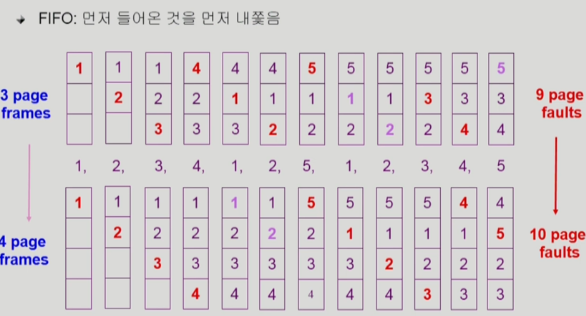 FIFO: 먼저 들어온 것을 먼저 내쫓음
1 1 1 4 4 4 5 5 5 5 5 5
2 2 2 1 1 1 1 1 3 3 3
3 3 3 2 2 2 2 2 4 4
3 page
frames
9 page
faults
1, 2, 3, 4, 1, 2, 5, 1, 2, 3, 4, 5
1 1 1 1 1 1 5 5 5 5 4 4
2 2 2 2 2 2 1 1 1 1 5
3 3 3 3 3 3 2 2 2 2
4 4 4 4 4 4 3 3 3
4 page
frames
10 page
faults